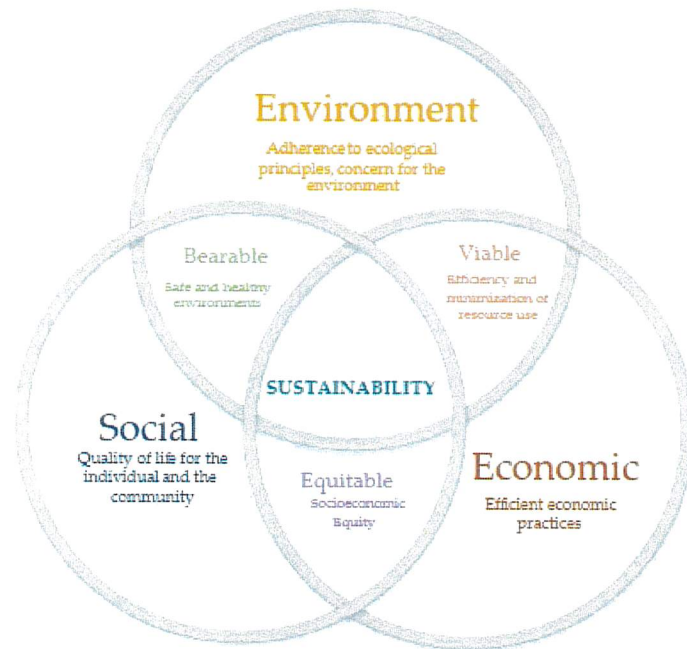 Environment
Adherence to ecological
principles, concern for the
environment
Bearable
Safe and healthy
environments
Viable
Efficiency and
minimization of
resource use
SUSTAINABILITY
Social
Quality of life for the
individual and the
community
Equitable
Socioeconomic
Equity
Economic
Efficient economic
practices